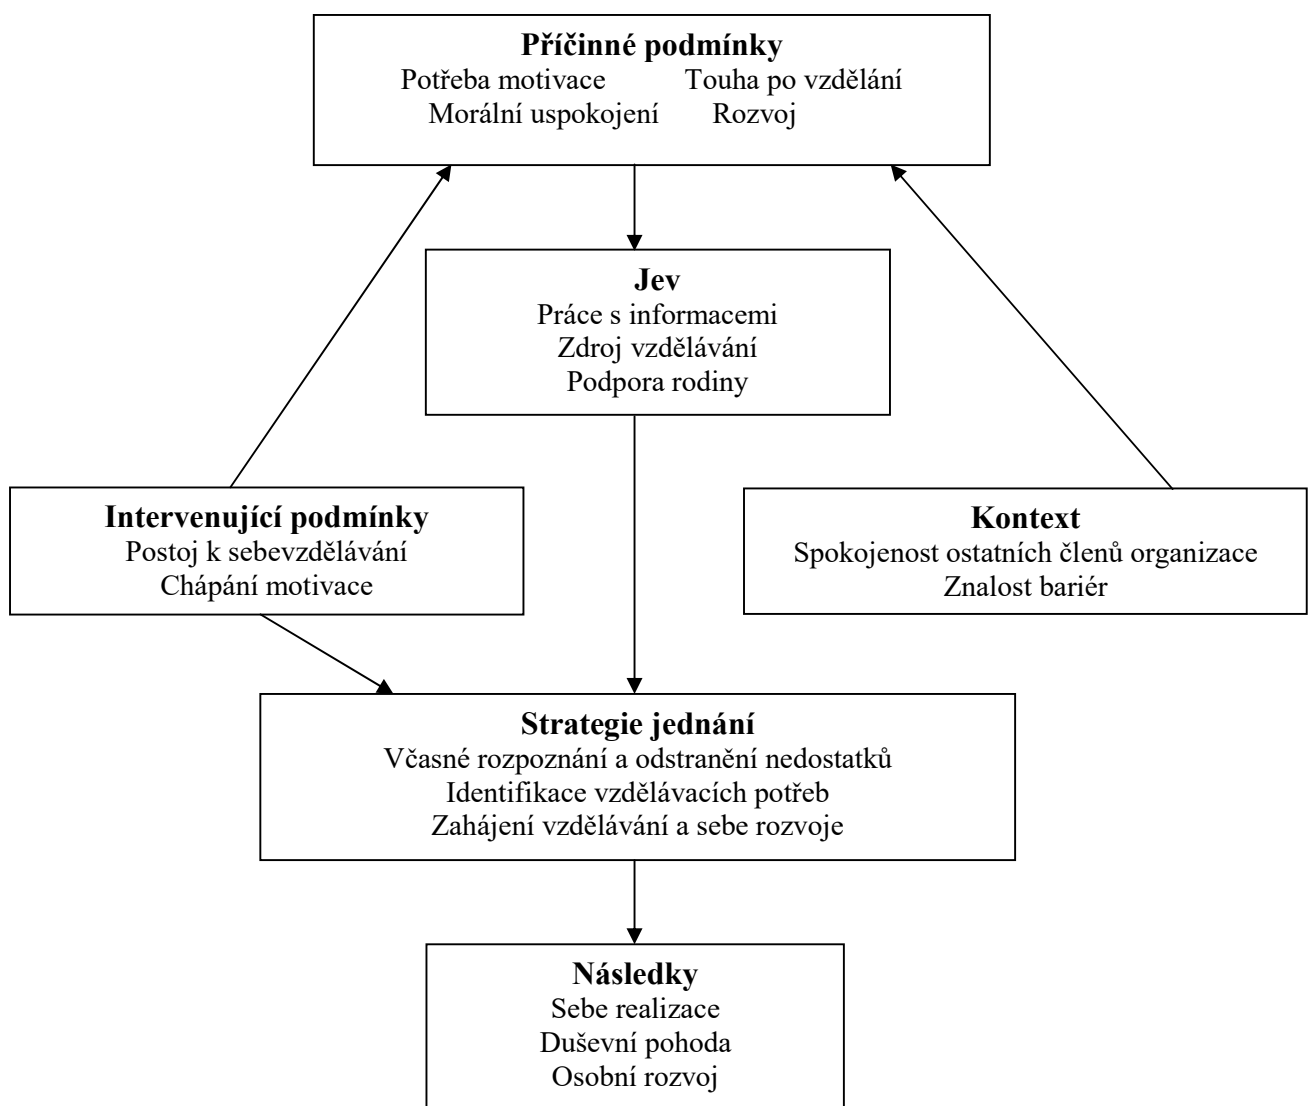 Příčinné podmínky
Potřeba motivace Touha po vzdělání
Morální uspokojení Rozvoj
Jev
Práce s informacemi
Zdroj vzdělávání
Podpora rodiny
Intervenující podmínky
Postoj k sebevzdělávání
Chápání motivace
Kontext
Spokojenost ostatních členů organizace
Znalost bariér
Strategie jednání
Včasné rozpoznání a odstranění nedostatků
Identifikace vzdělávacích potřeb
Zahájení vzdělávání a sebe rozvoje
Následky
Sebe realizace
Duševní pohoda
Osobní rozvoj